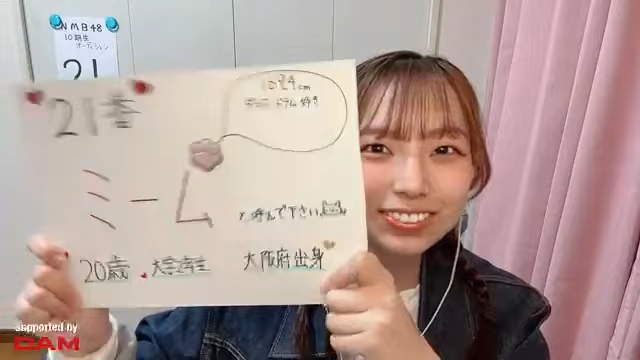 NMB48
10期生
オーディション
21
21番
ミーム
と呼んで下さい
20歳
大学2年生
大阪府出身
supported by
DAM